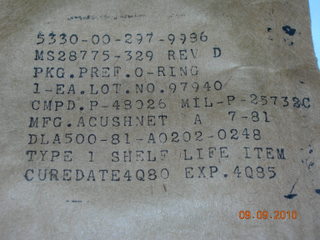 5330-00-297-9986
MS28775-329 REV D
PKG.PREF.O-RING
1-EA.LOT.NO.97940
CMPD.P-48026 MIL-P-25732C
MFG.ACUSHNET A 7-81
DLA500-81-A0202-0248
TYPE 1 SHELF LIFE ITEM
CUREDATE4Q80 EXP.4Q85
09.09.2010